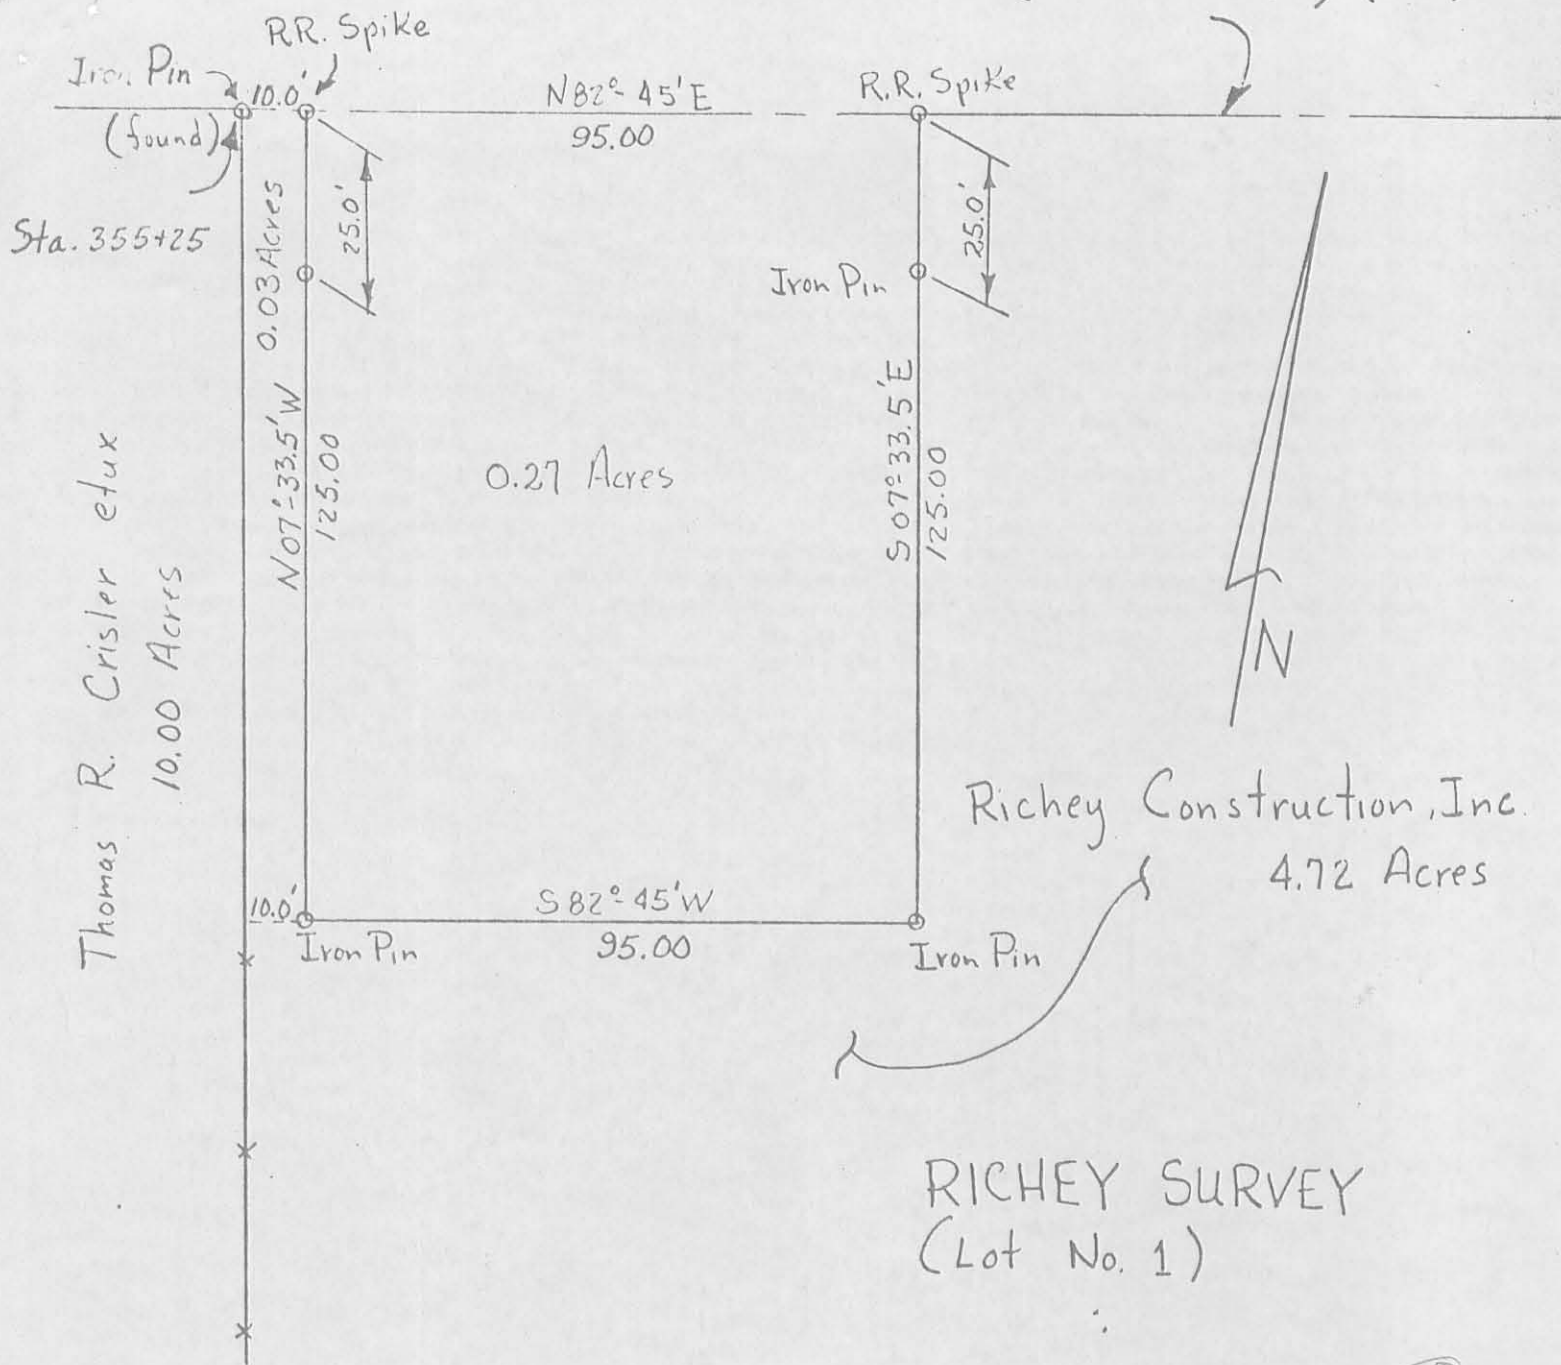 RR. Spike
Iron Pin
10.0'
N82°-45'E
R.R. Spike
(found)
95.00
Sta. 355+25
0.03 Acres
25.0'
25.0'
Iron Pin
N07°-33.5'W
125.00
0.27 Acres
S07°-33.5'E
125.00
Thomas R. Crisler etux
10.00 Acres
N
Richey Construction, Inc.
4.72 Acres
10.0'
S82°-45'W
Iron Pin
95.00
Iron Pin
RICHEY SURVEY
(Lot No. 1)